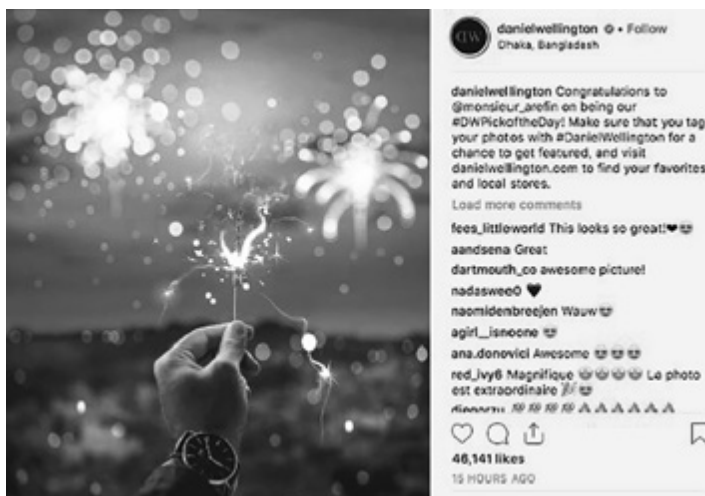 DW
danielwellington • Follow
Dhaka, Bangladesh
danielwellington Congratulations to
@monsieur_arefin on being our
#DWPickoftheDay! Make sure that you tag
your photos with #DanielWellington for a
chance to get featured, and visit
danielwellington.com to find your favorites
and local stores.
Load more comments
fees_littleworld This looks so great!❤😍
aandsena Great
dartmouth_co awesome picture!
nadaswee0 🖤
naomidenbreejen Wauw😍
agirl__isnoone 😍
ana.donovici Awesome 😍😍😍
red_ivy6 Magnifique 😍😍😍😍 La photo
est extraordinaire 🎉😍
46,141 likes
15 HOURS AGO